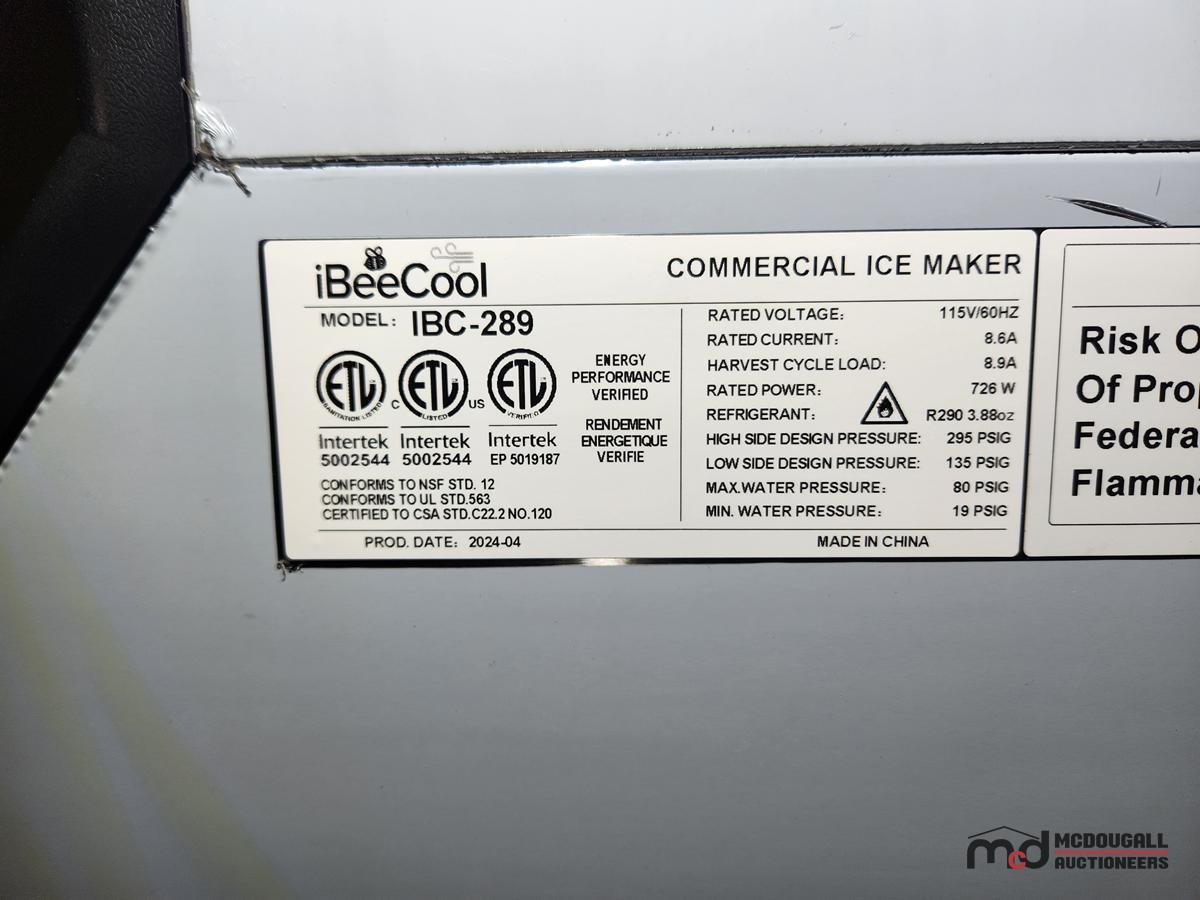 iBeeCool
COMMERCIAL ICE MAKER
MODEL: IBC-289
ETL
SANITATION LISTED
C
ETL
LISTED
US
ETL
VERIFIED
Intertek
5002544
Intertek
5002544
Intertek
EP 5019187
ENERGY
PERFORMANCE
VERIFIED
RENDEMENT
ENERGETIQUE
VERIFIE
CONFORMS TO NSF STD. 12
CONFORMS TO UL STD.563
CERTIFIED TO CSA STD.C22.2 NO.120
RATED VOLTAGE: 115V/60HZ
RATED CURRENT: 8.6A
HARVEST CYCLE LOAD: 8.9A
RATED POWER: 726 W
REFRIGERANT: R290 3.88oz
HIGH SIDE DESIGN PRESSURE: 295 PSIG
LOW SIDE DESIGN PRESSURE: 135 PSIG
MAX.WATER PRESSURE: 80 PSIG
MIN. WATER PRESSURE: 19 PSIG
PROD. DATE: 2024-04
MADE IN CHINA
Risk O
Of Prop
Federa
Flamma
mcd
MCDOUGALL
AUCTIONEERS